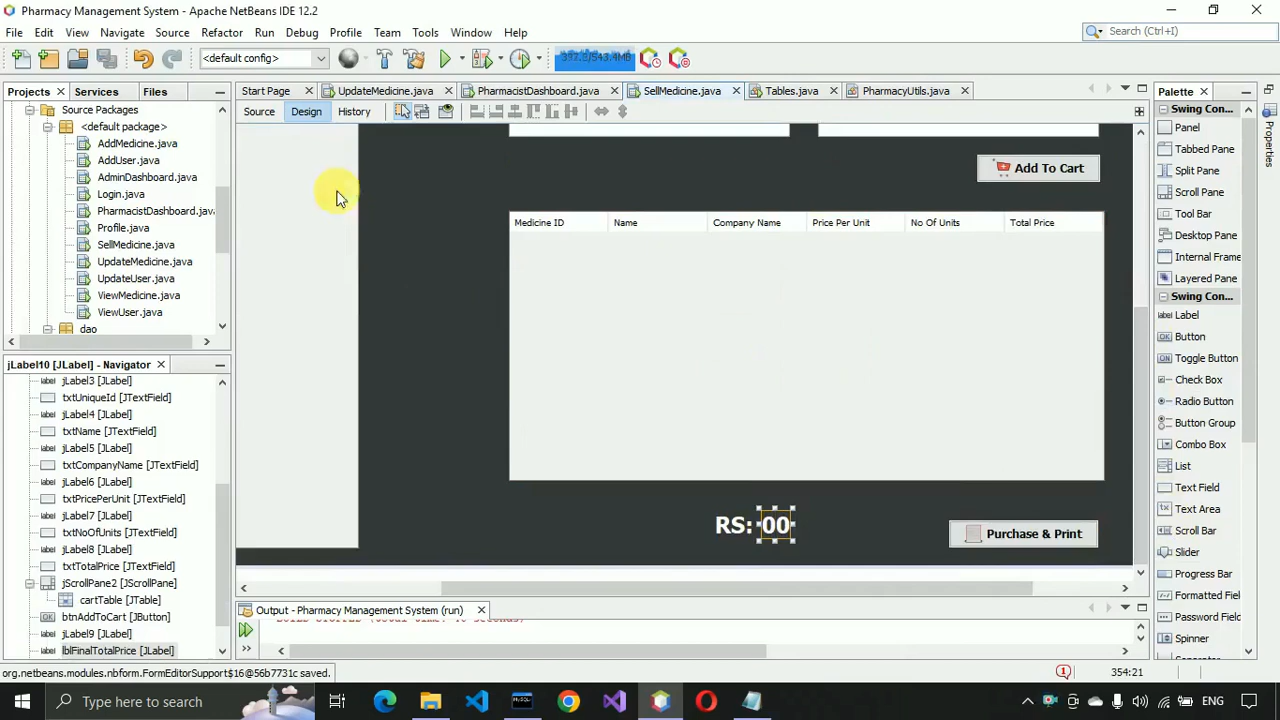 Pharmacy Management System - Apache NetBeans IDE 12.2
File Edit View Navigate Source Refactor Run Debug Profile Team Tools Window Help
Search (Ctrl+I)
<default config>
397.8/543.4MB
Projects Services Files
Start Page UpdateMedicine.java PharmacistDashboard.java SellMedicine.java Tables.java PharmacyUtils.java
Palette
Source Design History
Source Packages
<default package>
AddMedicine.java
AddUser.java
AdminDashboard.java
Login.java
PharmacistDashboard.java
Profile.java
SellMedicine.java
UpdateMedicine.java
UpdateUser.java
ViewMedicine.java
ViewUser.java
dao
jLabel10 [JLabel] - Navigator
jLabel3 [JLabel]
txtUniqueId [JTextField]
jLabel4 [JLabel]
txtName [JTextField]
jLabel5 [JLabel]
txtCompanyName [JTextField]
jLabel6 [JLabel]
txtPricePerUnit [JTextField]
jLabel7 [JLabel]
txtNoOfUnits [JTextField]
jLabel8 [JLabel]
txtTotalPrice [JTextField]
jScrollPane2 [JScrollPane]
cartTable [JTable]
btnAddToCart [JButton]
jLabel9 [JLabel]
lblFinalTotalPrice [JLabel]
Add To Cart
Medicine ID Name Company Name Price Per Unit No Of Units Total Price
RS: 00
Purchase & Print
Output - Pharmacy Management System (run)
Swing Con...
Panel
Tabbed Pane
Split Pane
Scroll Pane
Tool Bar
Desktop Pane
Internal Frame
Layered Pane
Swing Con...
Label
Button
Toggle Button
Check Box
Radio Button
Button Group
Combo Box
List
Text Field
Text Area
Scroll Bar
Slider
Progress Bar
Formatted Fiel
Password Field
Spinner
Properties
org.netbeans.modules.nbform.FormEditorSupport$16@56b7731c saved.
1
354:21
Type here to search
ENG